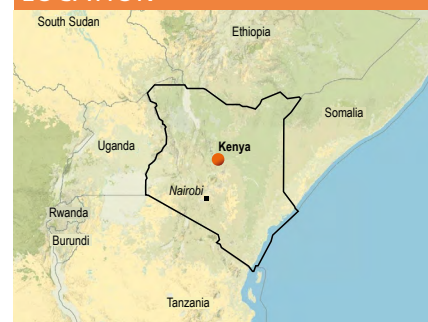 South Sudan
Ethiopia
Somalia
Uganda
Kenya
Nairobi
Rwanda
Burundi
Tanzania